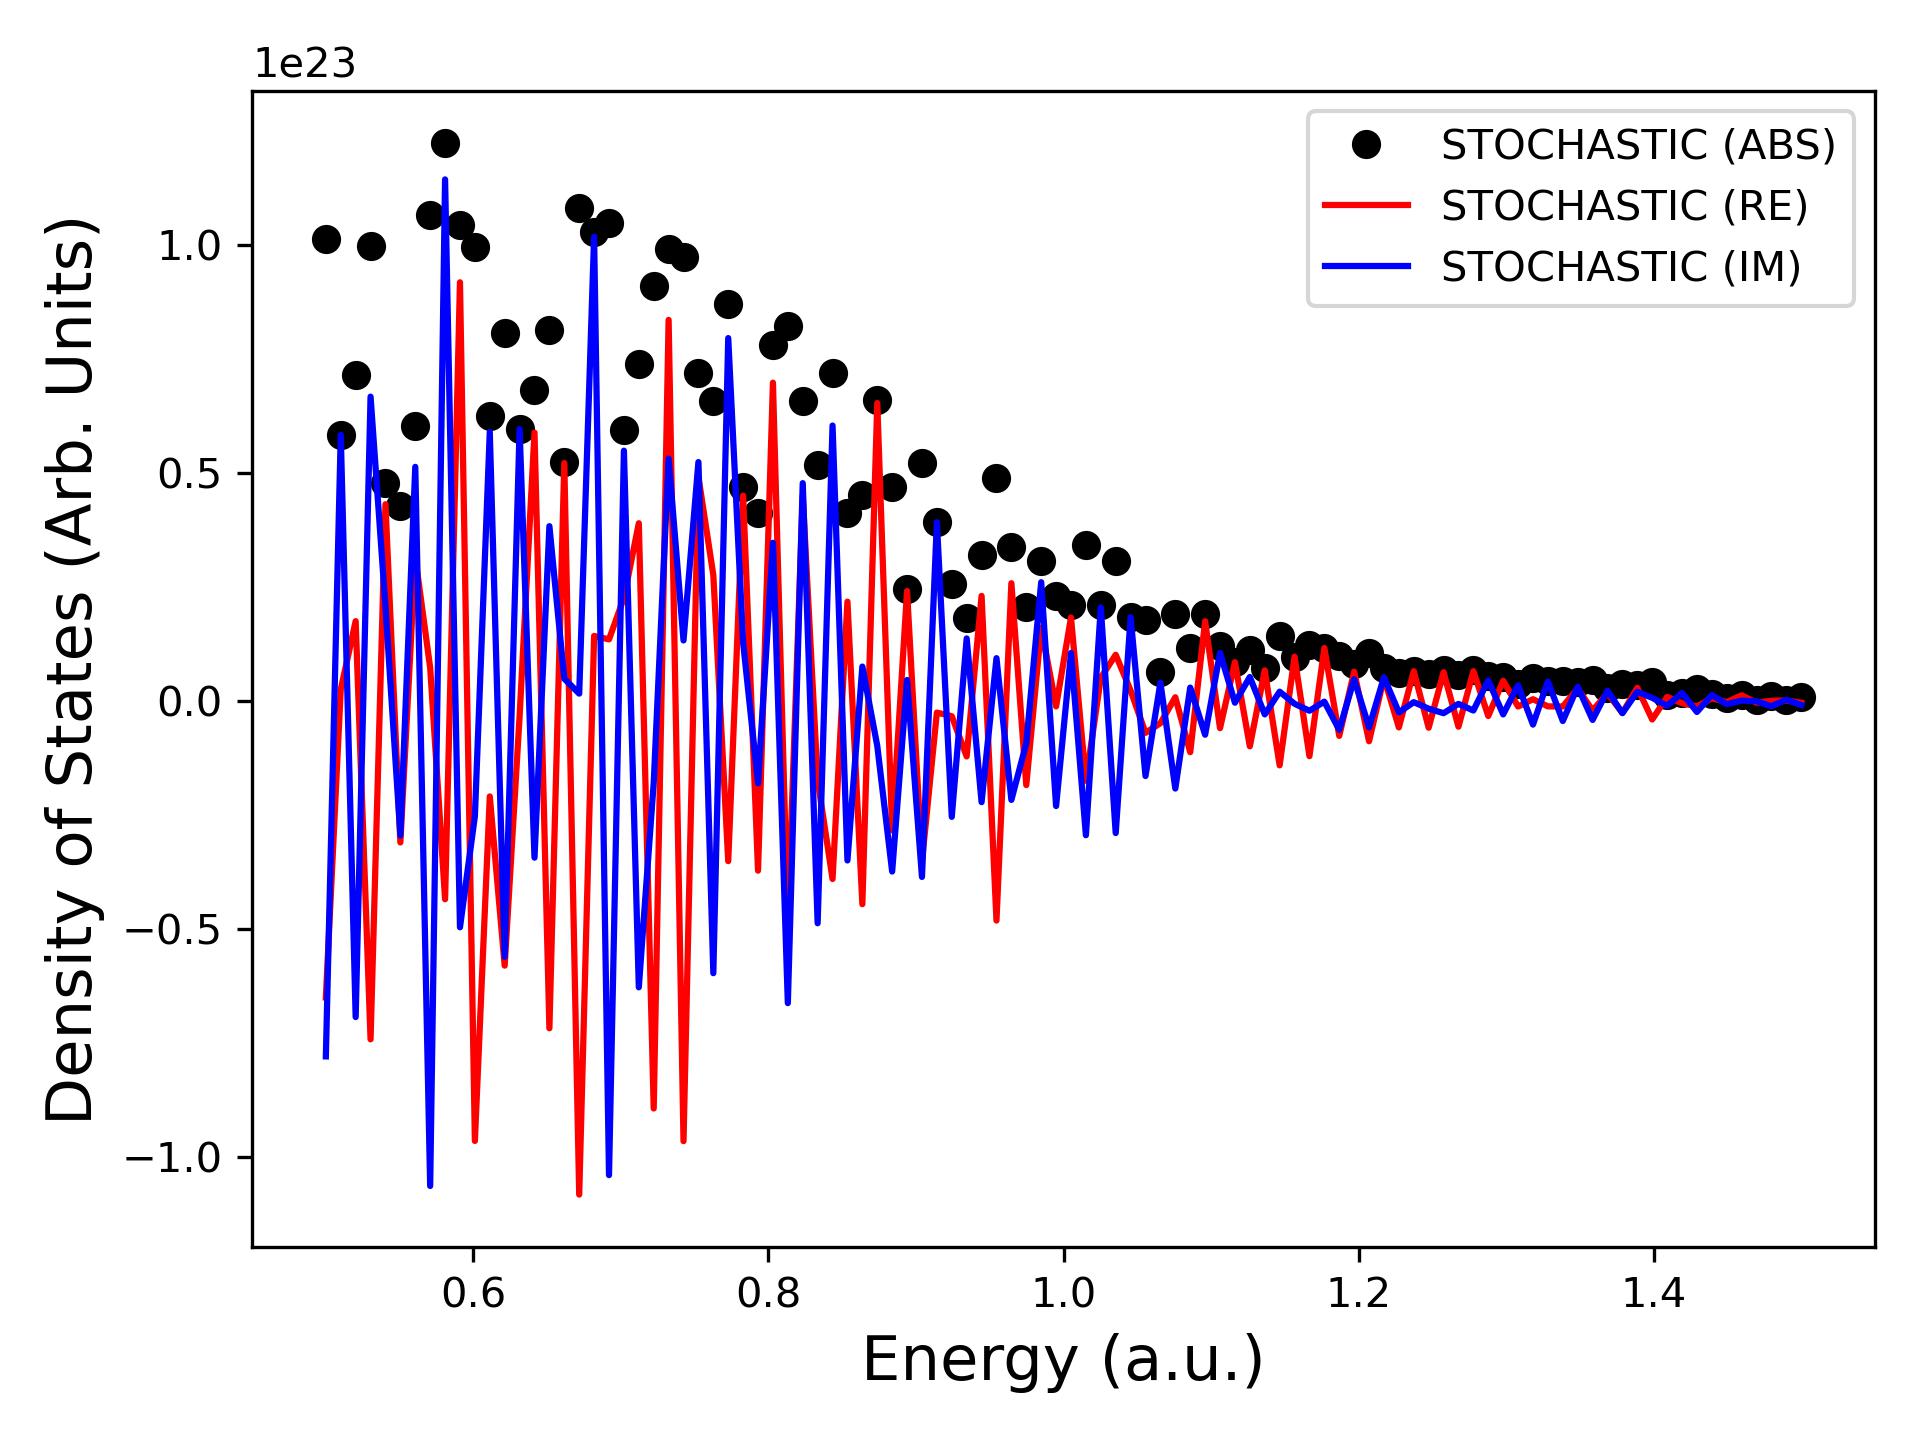 1e23
Density of States (Arb. Units)
1.0
0.5
0.0
−0.5
−1.0
STOCHASTIC (ABS)
STOCHASTIC (RE)
STOCHASTIC (IM)
0.6 0.8 1.0 1.2 1.4
Energy (a.u.)